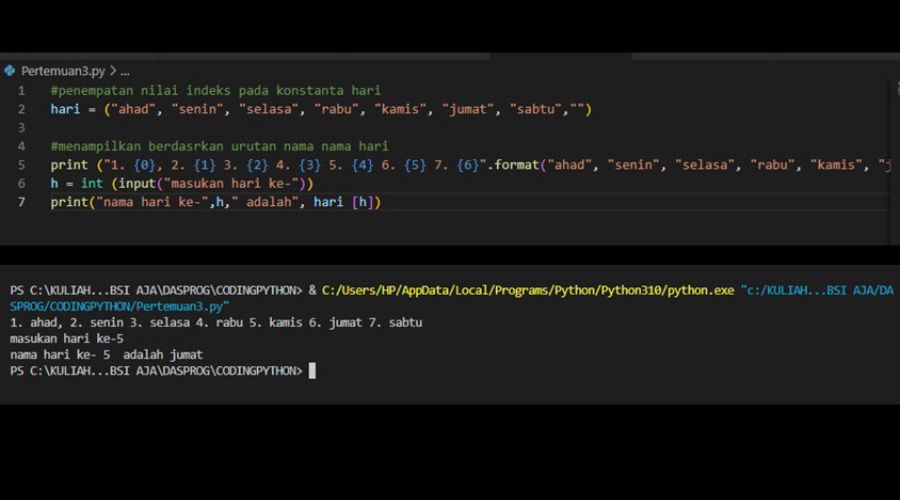 Pertemuan3.py > ...
1 #penempatan nilai indeks pada konstanta hari
2 hari = ("ahad", "senin", "selasa", "rabu", "kamis", "jumat", "sabtu","")
3
4 #menampilkan berdasrkan urutan nama nama hari
5 print ("1. {0}, 2. {1} 3. {2} 4. {3} 5. {4} 6. {5} 7. {6}".format("ahad", "senin", "selasa", "rabu", "kamis", "j
6 h = int (input("masukan hari ke-"))
7 print("nama hari ke-",h," adalah", hari [h])
PS C:\KULIAH...BSI AJA\DASPROG\CODINGPYTHON> & C:/Users/HP/AppData/Local/Programs/Python/Python310/python.exe "c:/KULIAH...BSI AJA/DA
SPROG/CODINGPYTHON/Pertemuan3.py"
1. ahad, 2. senin 3. selasa 4. rabu 5. kamis 6. jumat 7. sabtu
masukan hari ke-5
nama hari ke- 5  adalah jumat
PS C:\KULIAH...BSI AJA\DASPROG\CODINGPYTHON>